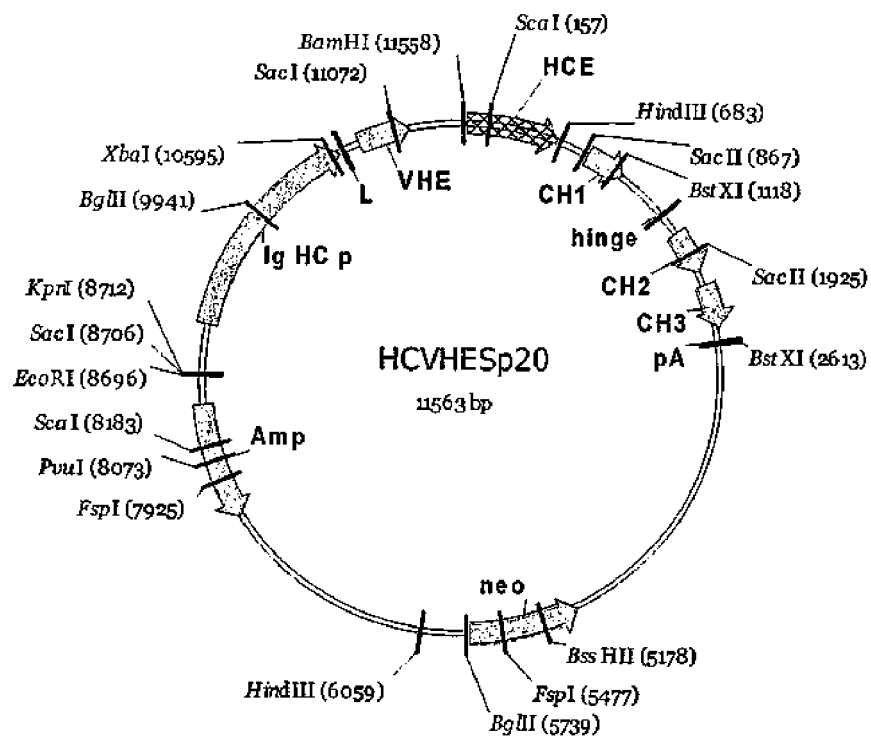 ScaI (157)
BamHI (11558)
HCE
SacI (11072)
HindIII (683)
XbaI (10595)
SacII (867)
L
VHE
CH1
BstXI (1118)
BglII (9941)
Ig HC p
hinge
CH2
SacII (1925)
KpnI (8712)
CH3
SacI (8706)
HCVHESp20
pA
BstXI (2613)
EcoRI (8696)
11563 bp
ScaI (8183)
Amp
PvuI (8073)
FspI (7925)
neo
BssHII (5178)
HindIII (6059)
FspI (5477)
BglII (5739)